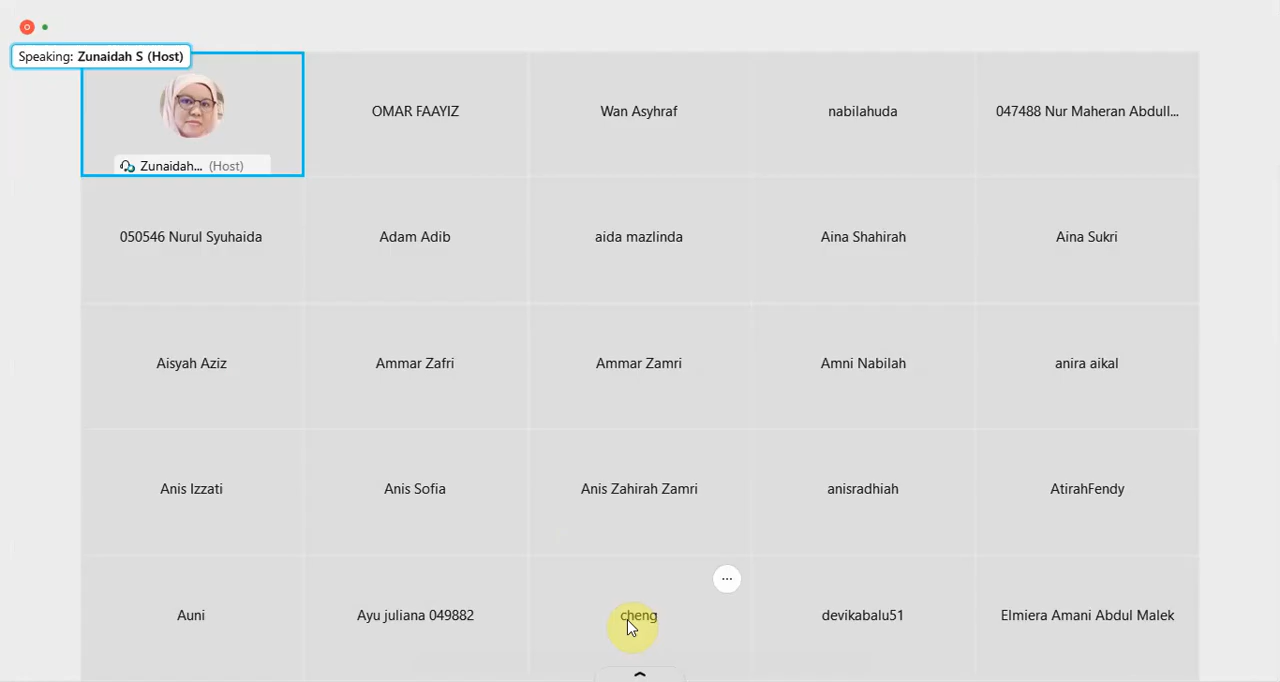 Speaking: Zunaidah S (Host)
Zunaidah... (Host)
OMAR FAAYIZ
Wan Asyhraf
nabilahuda
047488 Nur Maheran Abdull...
050546 Nurul Syuhaida
Adam Adib
aida mazlinda
Aina Shahirah
Aina Sukri
Aisyah Aziz
Ammar Zafri
Ammar Zamri
Amni Nabilah
anira aikal
Anis Izzati
Anis Sofia
Anis Zahirah Zamri
anisradhiah
AtirahFendy
Auni
Ayu juliana 049882
cheng
devikabalu51
Elmiera Amani Abdul Malek